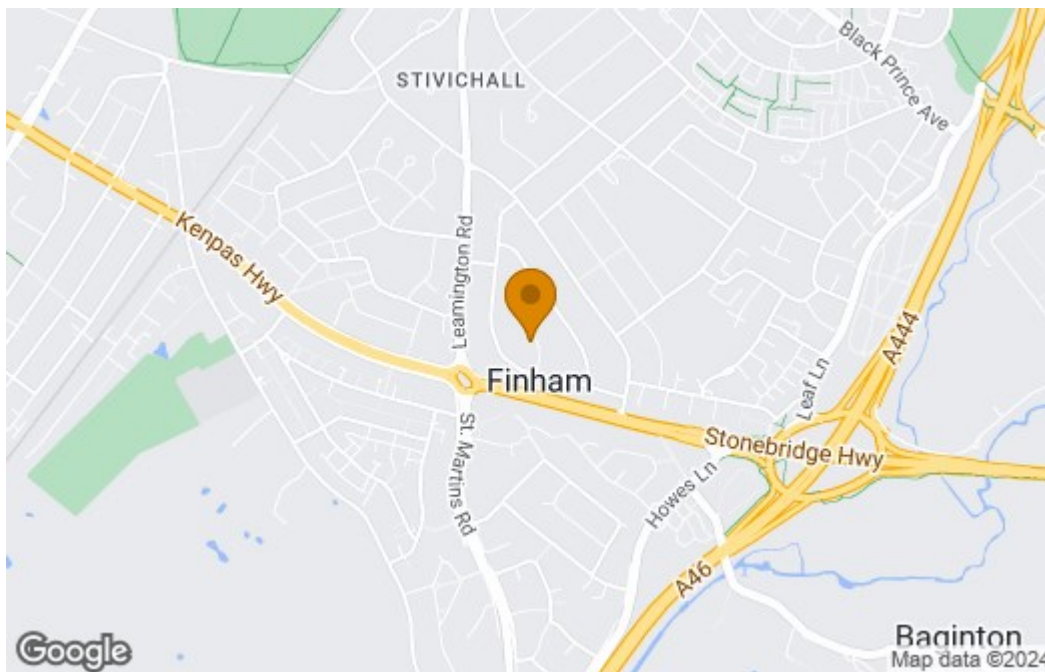 Black Prince Ave
STIVICHALL
Kenpas Hwy
Leamington Rd
A444
Leaf Ln
Finham
St. Martins Rd
Stonebridge Hwy
Howes Ln
A46
Baginton
Google
Map data ©2024